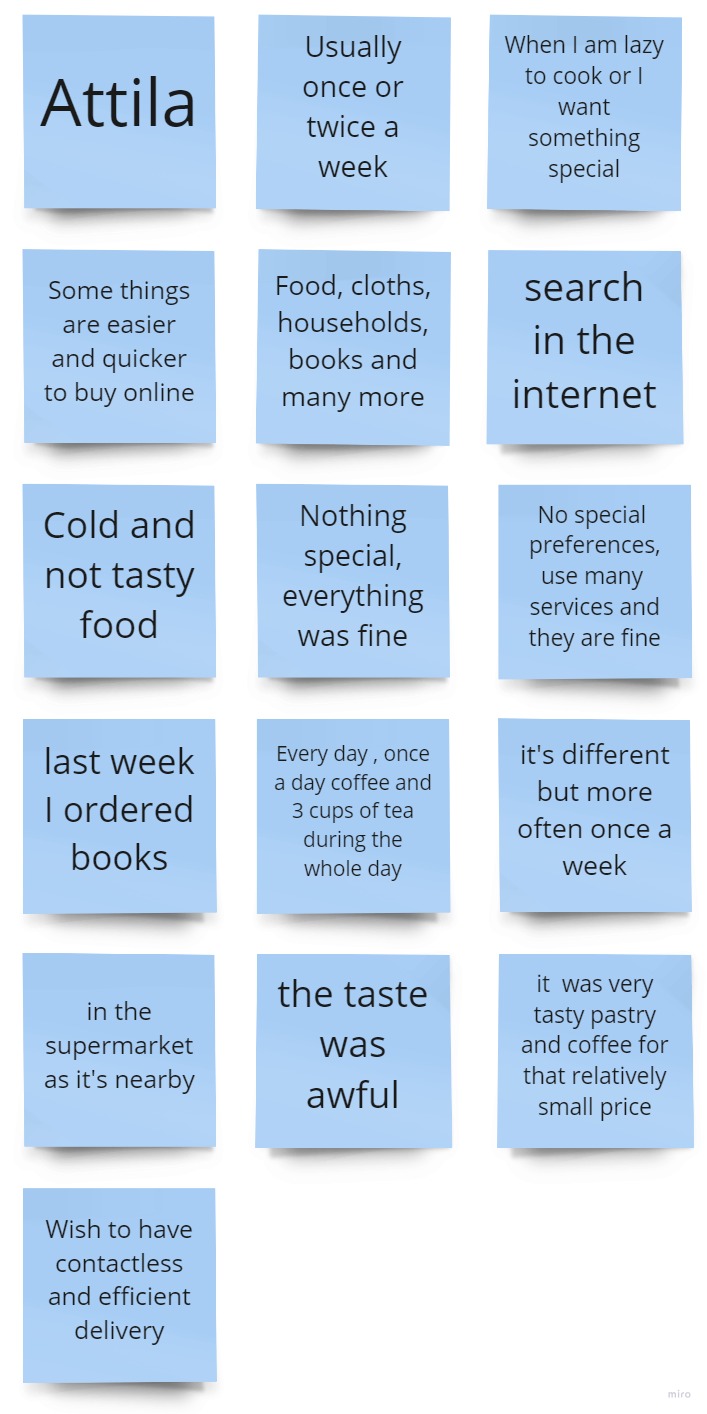 Attila
Usually
once or
twice a
week
When I am lazy
to cook or I
want
something
special
Some things
are easier
and quicker
to buy online
Food, cloths,
households,
books and
many more
search
in the
internet
Cold and
not tasty
food
Nothing
special,
everything
was fine
No special
preferences,
use many
services and
they are fine
last week
I ordered
books
Every day , once
a day coffee and
3 cups of tea
during the
whole day
it's different
but more
often once a
week
in the
supermarket
as it's nearby
the taste
was
awful
it  was very
tasty pastry
and coffee for
that relatively
small price
Wish to have
contactless
and efficient
delivery
miro